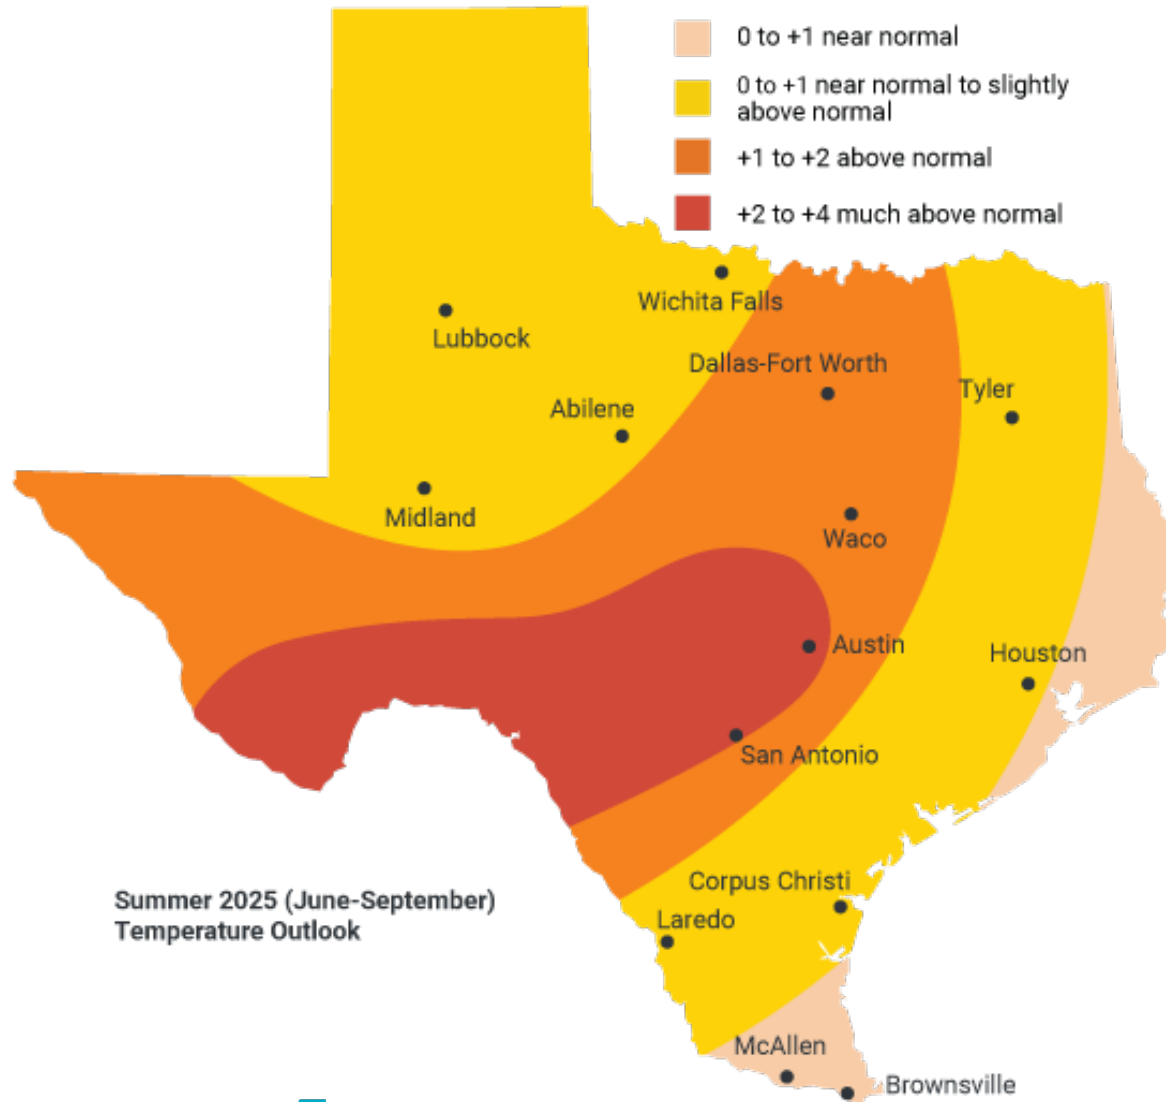 0 to +1 near normal
0 to +1 near normal to slightly
above normal
+1 to +2 above normal
+2 to +4 much above normal
Wichita Falls
Lubbock
Dallas-Fort Worth
Tyler
Abilene
Midland
Waco
Austin
Houston
San Antonio
Corpus Christi
Summer 2025 (June-September)
Temperature Outlook
Laredo
McAllen
Brownsville